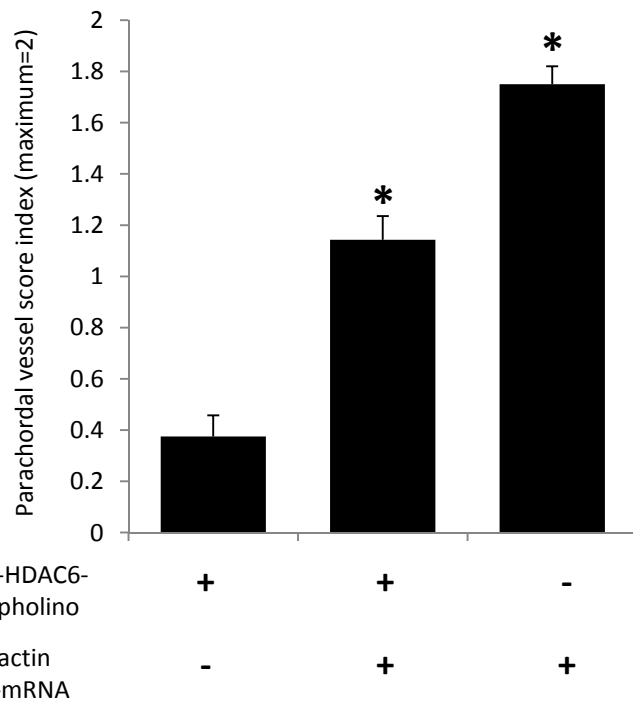 Parachordal vessel score index (maximum=2)
2
1.8
1.6
1.4
1.2
1
0.8
0.6
0.4
0.2
0
*
*
-HDAC6-
pholino
+ + -
actin
-mRNA
- + +